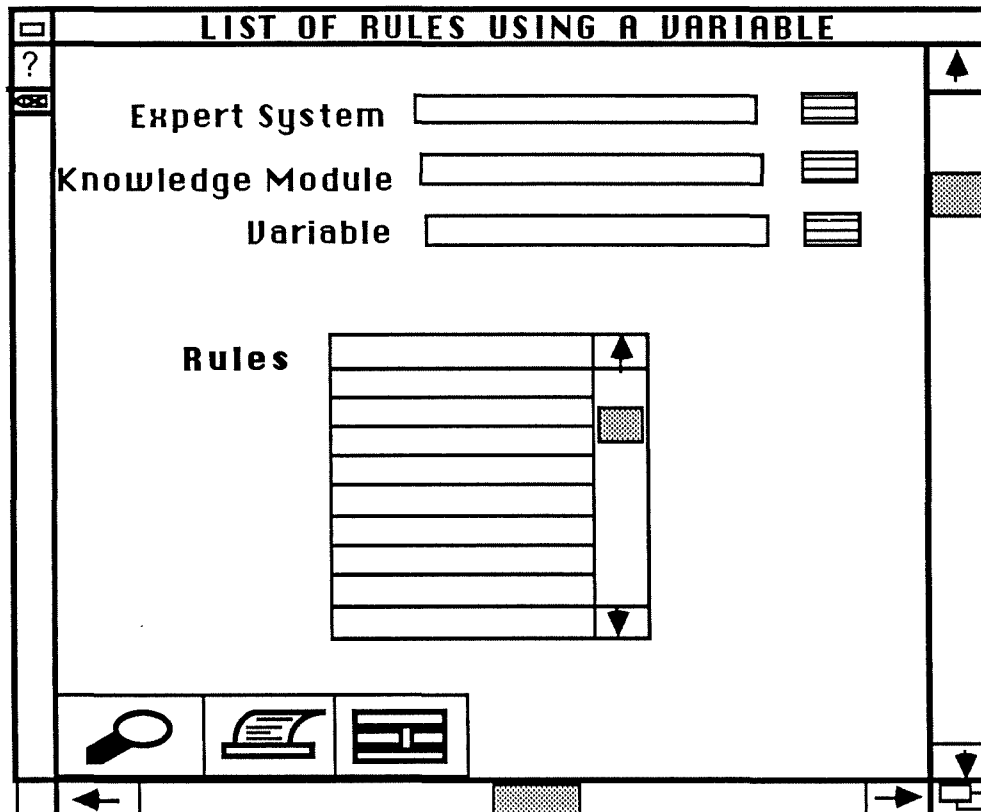 LIST OF RULES USING A VARIABLE
?
Expert System
Knowledge Module
Variable
Rules